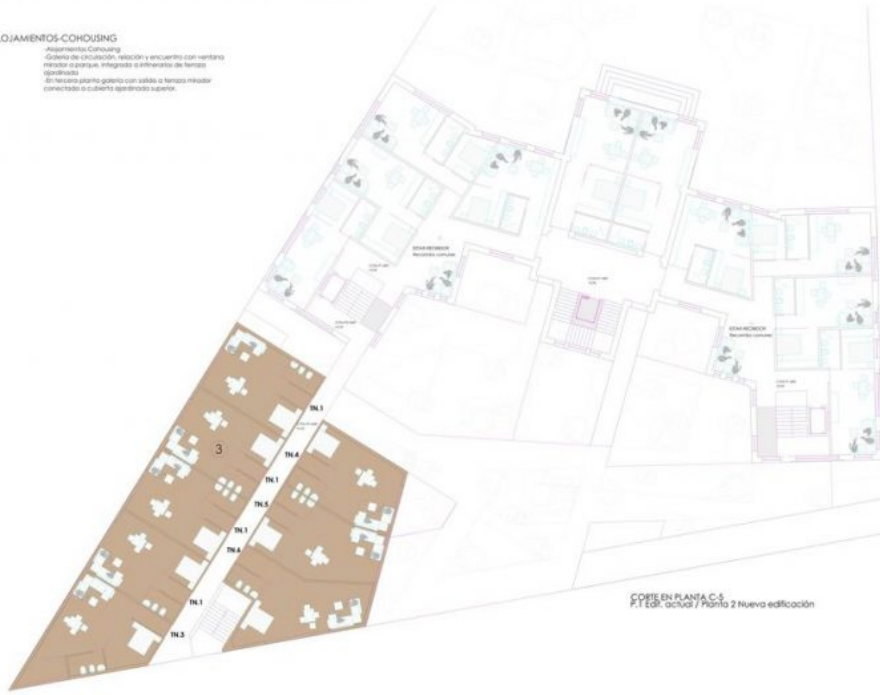 OJAMIENTOS-COHOUSING
-Alojamientos Cohousing
-Galería de circulación, relación y encuentro con ventana
mirador a parque, integrada a itinerarios de terraza
ajardinada
-En tercera planta galería con salida a terraza mirador
conectada a cubierta ajardinada superior.
ESTAR-RECIBIDOR
Recorrido comunes
ESTAR-RECIBIDOR
Recorridos comunes
TN.1
3
TN.4
TN.1
TN.5
TN.1
TN.6
TN.1
TN.3
CORTE EN PLANTA C-5
P.1 Edif. actual / Planta 2 Nueva edificación